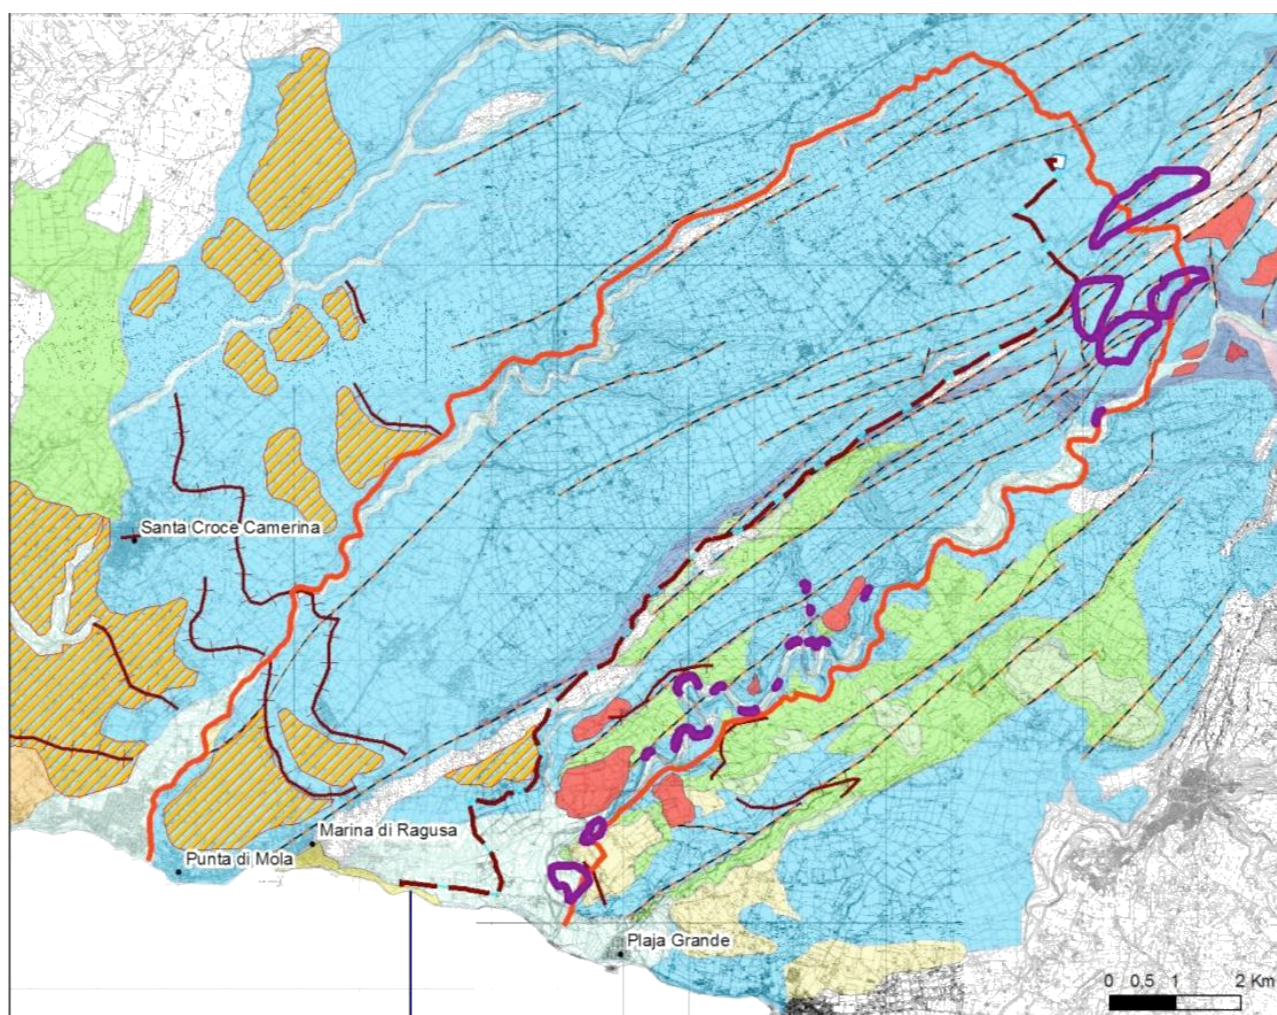 Santa Croce Camerina
Marina di Ragusa
Punta di Mola
Plaja Grande
0 0.5 1 2 Km